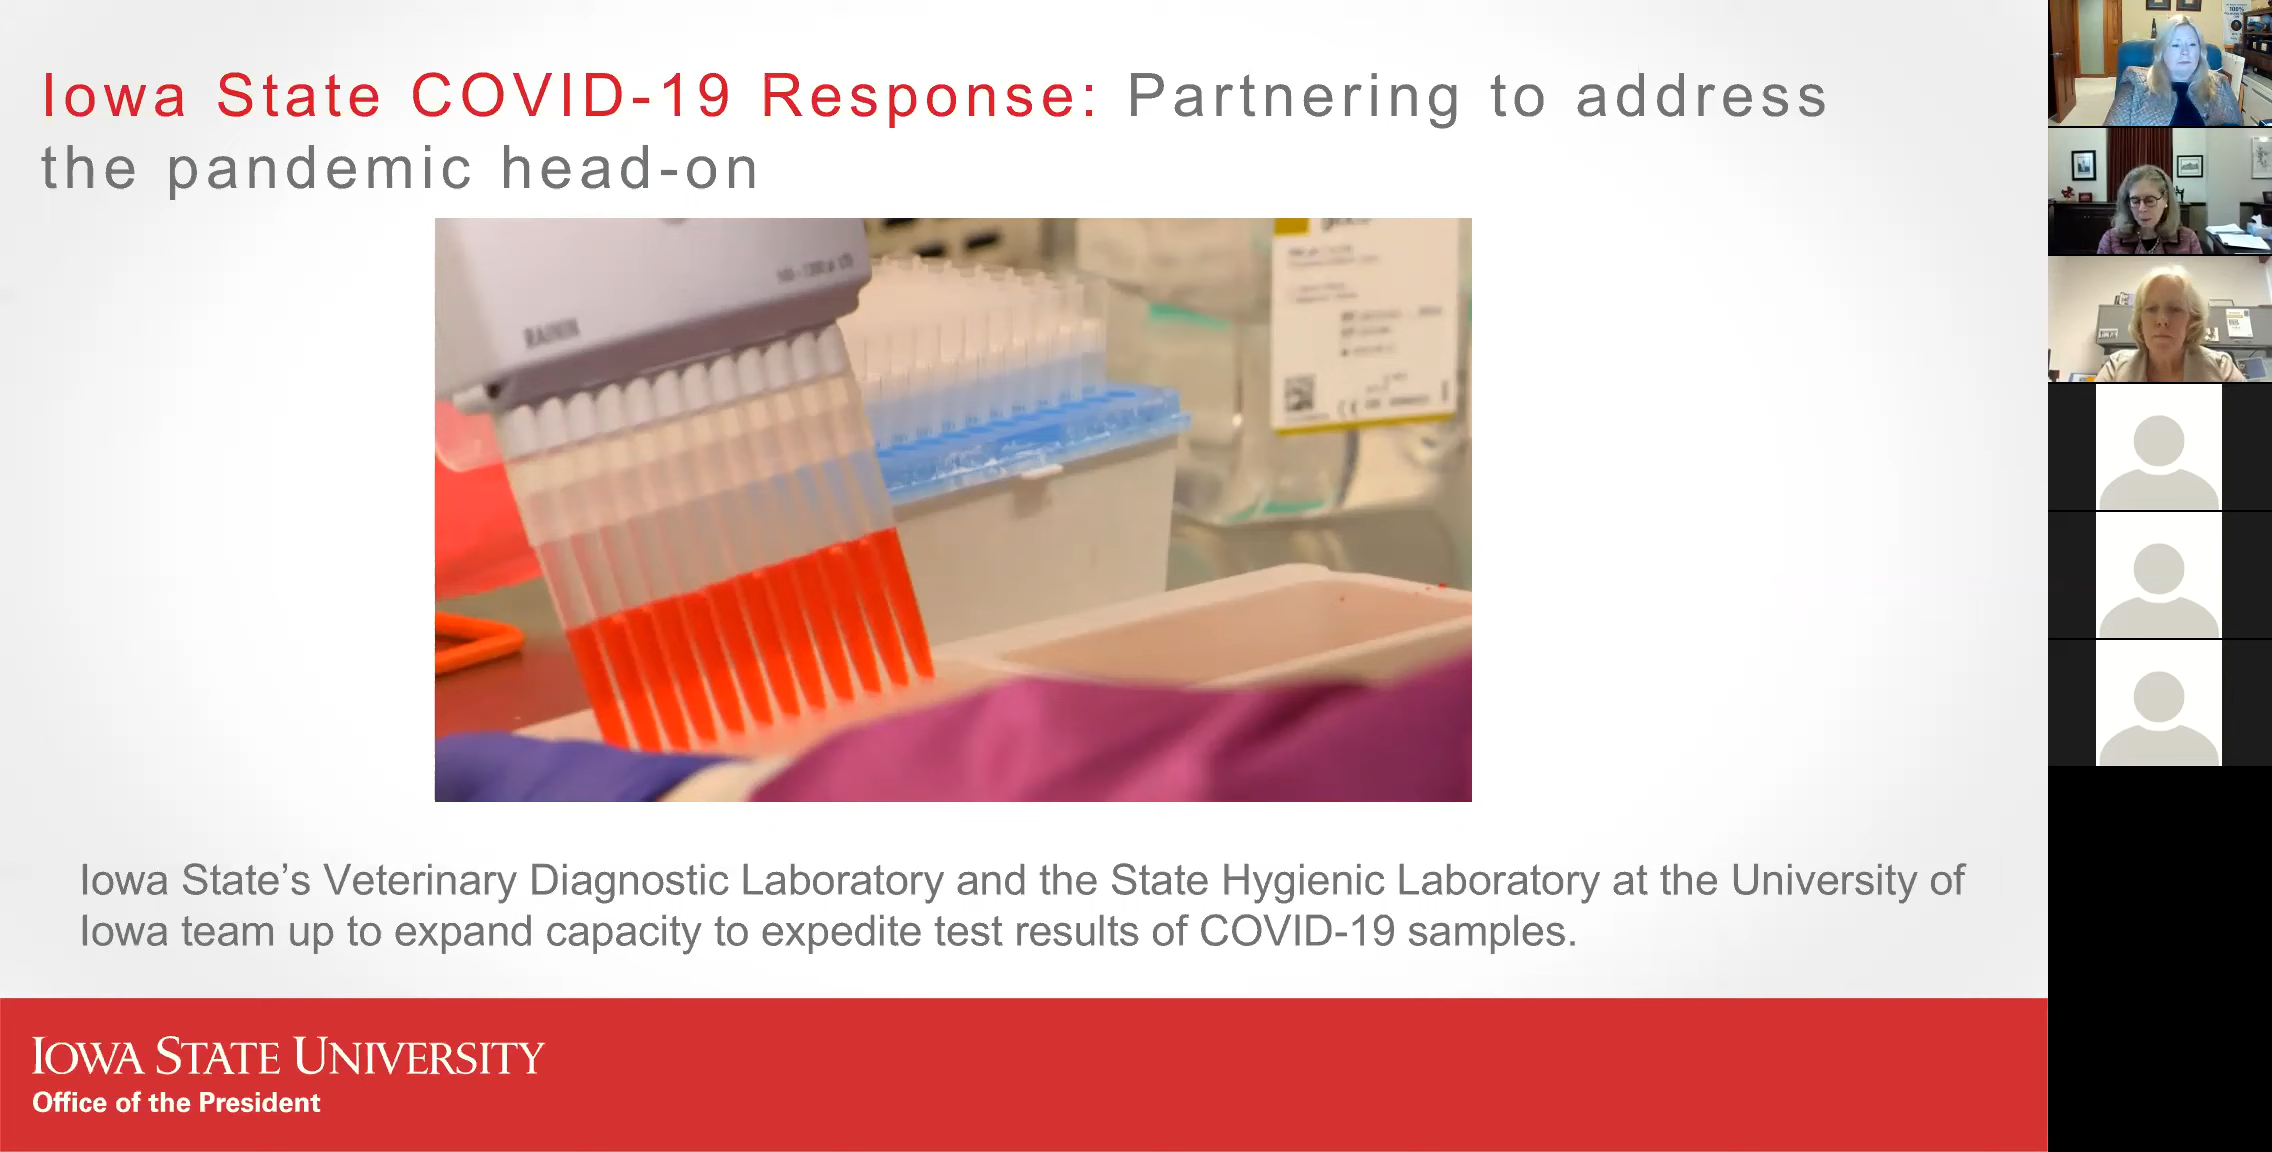 Iowa State COVID-19 Response: Partnering to address
the pandemic head-on
RAININ
Iowa State's Veterinary Diagnostic Laboratory and the State Hygienic Laboratory at the University of
Iowa team up to expand capacity to expedite test results of COVID-19 samples.
IOWA STATE UNIVERSITY
Office of the President